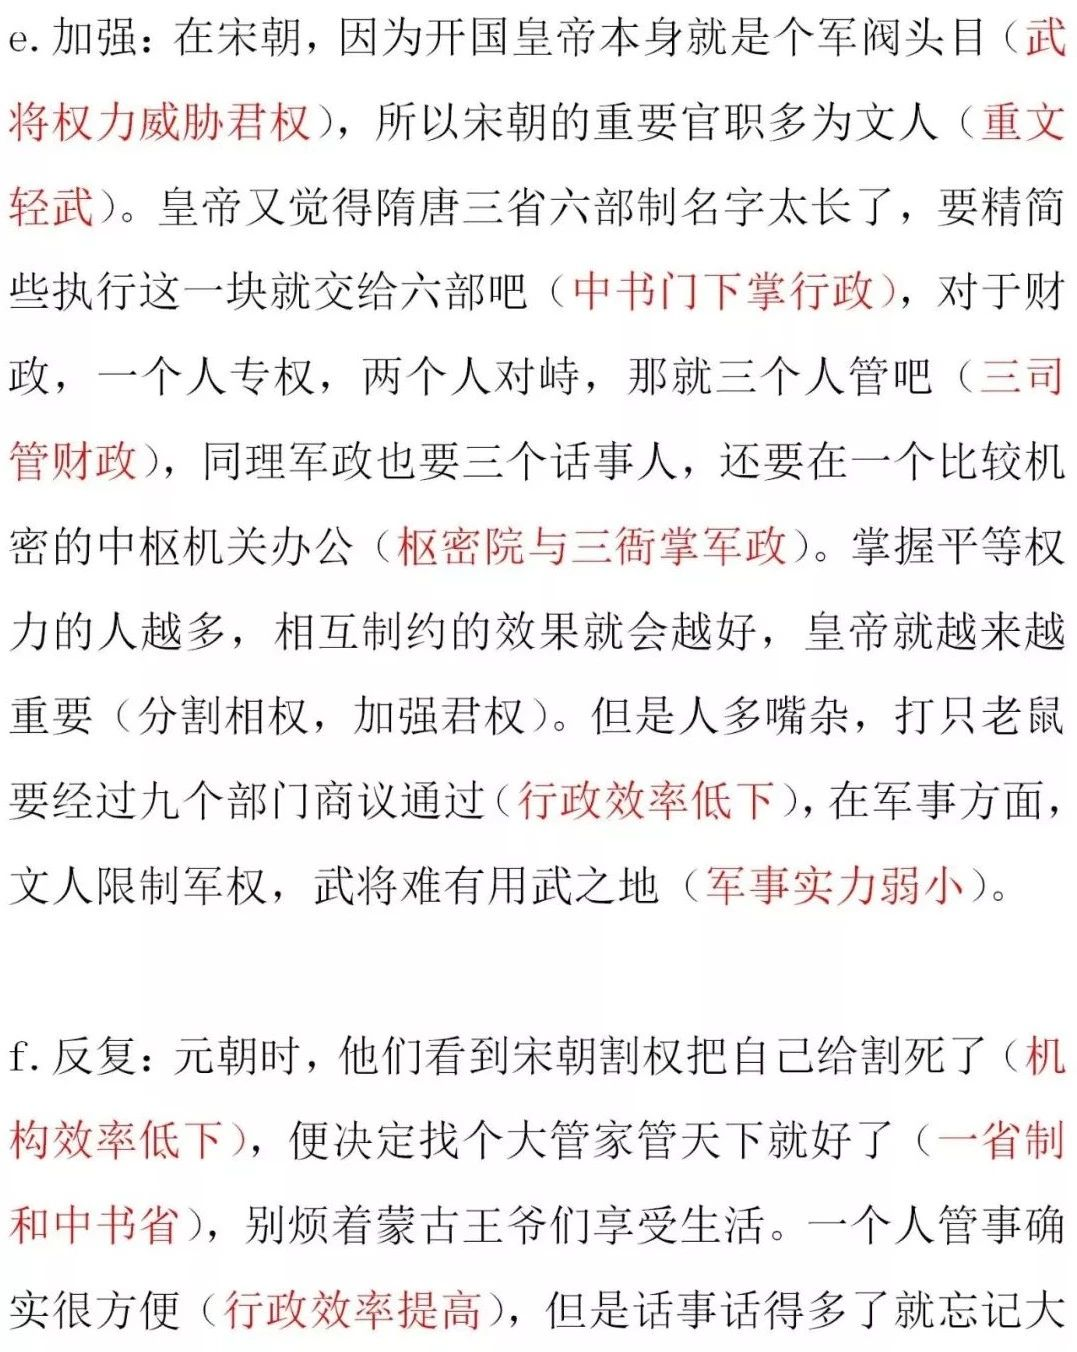 e. 加强：在宋朝，因为开国皇帝本身就是个军阀头目（武
将权力威胁君权），所以宋朝的重要官职多为文人（重文
轻武）。皇帝又觉得隋唐三省六部制名字太长了，要精简
些执行这一块就交给六部吧（中书门下掌行政），对于财
政，一个人专权，两个人对峙，那就三个人管吧（三司
管财政），同理军政也要三个话事人，还要在一个比较机
密的中枢机关办公（枢密院与三衙掌军政）。掌握平等权
力的人越多，相互制约的效果就会越好，皇帝就越来越
重要（分割相权，加强君权）。但是人多嘴杂，打只老鼠
要经过九个部门商议通过（行政效率低下），在军事方面，
文人限制军权，武将难有用武之地（军事实力弱小）。
f. 反复：元朝时，他们看到宋朝割权把自己给割死了（机
构效率低下），便决定找个大管家管天下就好了（一省制
和中书省），别烦着蒙古王爷们享受生活。一个人管事确
实很方便（行政效率提高），但是话事话得多了就忘记大